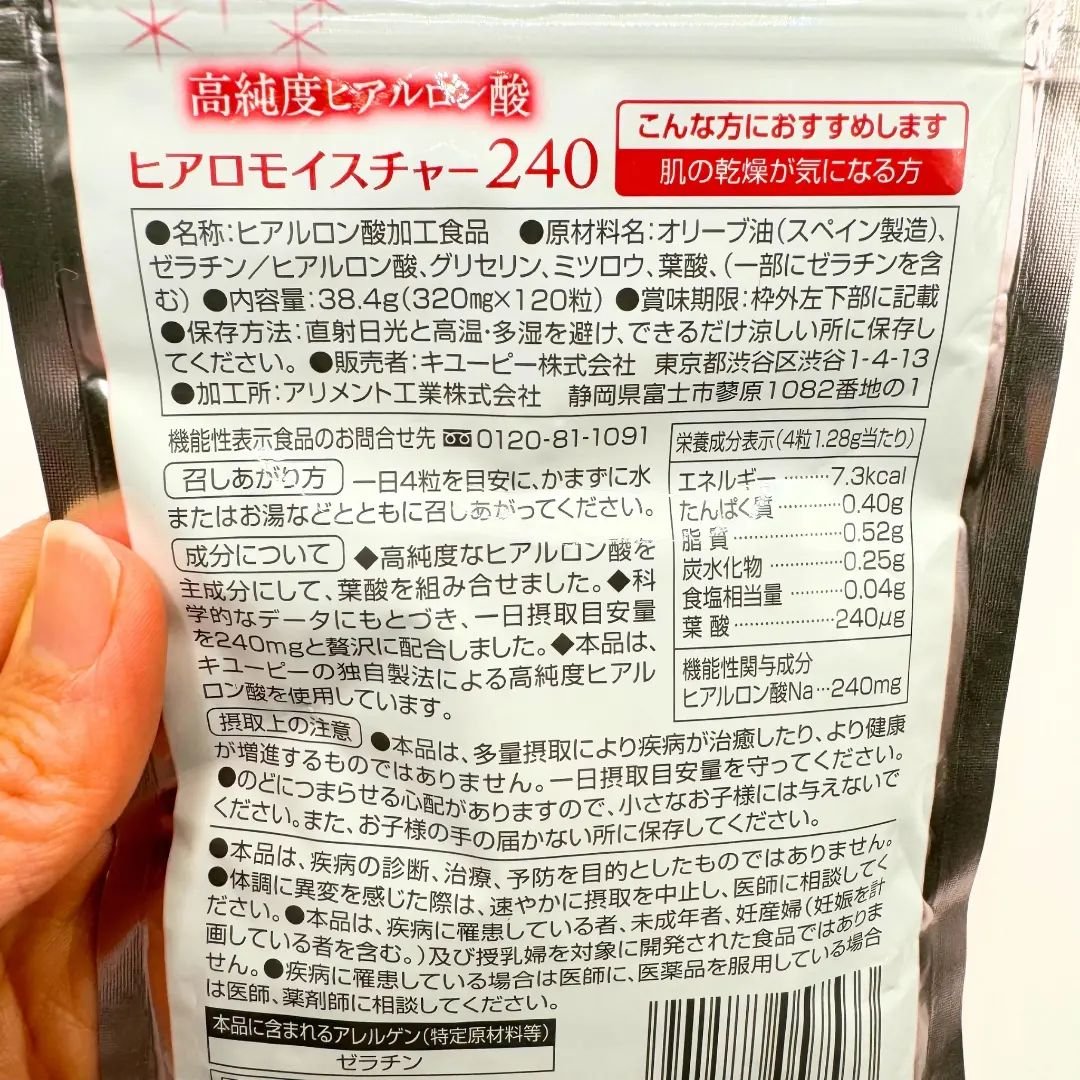 高純度ヒアルロン酸
ヒアロモイスチャー240
こんな方におすすめします
肌の乾燥が気になる方
●名称:ヒアルロン酸加工食品 ●原材料名:オリーブ油(スペイン製造)、
ゼラチン／ヒアルロン酸、グリセリン、ミツロウ、葉酸、(一部にゼラチンを含
む) ●内容量:38.4g(320mg×120粒) ●賞味期限:枠外左下部に記載
●保存方法:直射日光と高温・多湿を避け、できるだけ涼しい所に保存し
てください。 ●販売者:キユーピー株式会社 東京都渋谷区渋谷1-4-13
●加工所:アリメント工業株式会社 静岡県富士市蓼原1082番地の1
機能性表示食品のお問合せ先 0120-81-1091
召しあがり方 一日4粒を目安に、かまずに水
またはお湯などとともに召しあがってください。
成分について ◆高純度なヒアルロン酸を
主成分にして、葉酸を組み合せました。◆科
学的なデータにもとづき、一日摂取目安量
を240mgと贅沢に配合しました。◆本品は、
キユーピーの独自製法による高純度ヒアル
ロン酸を使用しています。
栄養成分表示(4粒1.28g当たり)
エネルギー………7.3kcal
たんぱく質…………0.40g
脂質…………………0.52g
炭水化物……………0.25g
食塩相当量…………0.04g
葉酸…………………240μg
機能性関与成分
ヒアルロン酸Na…240mg
摂取上の注意 ●本品は、多量摂取により疾病が治癒したり、より健康
が増進するものではありません。一日摂取目安量を守ってください。
●のどにつまらせる心配がありますので、小さなお子様には与えないで
ください。また、お子様の手の届かない所に保存してください。
●本品は、疾病の診断、治療、予防を目的としたものではありません。
●体調に異変を感じた際は、速やかに摂取を中止し、医師に相談してく
ださい。●本品は、疾病に罹患している者、未成年者、妊産婦(妊娠を計
画している者を含む。)及び授乳婦を対象に開発された食品ではありま
せん。●疾病に罹患している場合は医師に、医薬品を服用している場合
は医師、薬剤師に相談してください。
本品に含まれるアレルゲン(特定原材料等)
ゼラチン